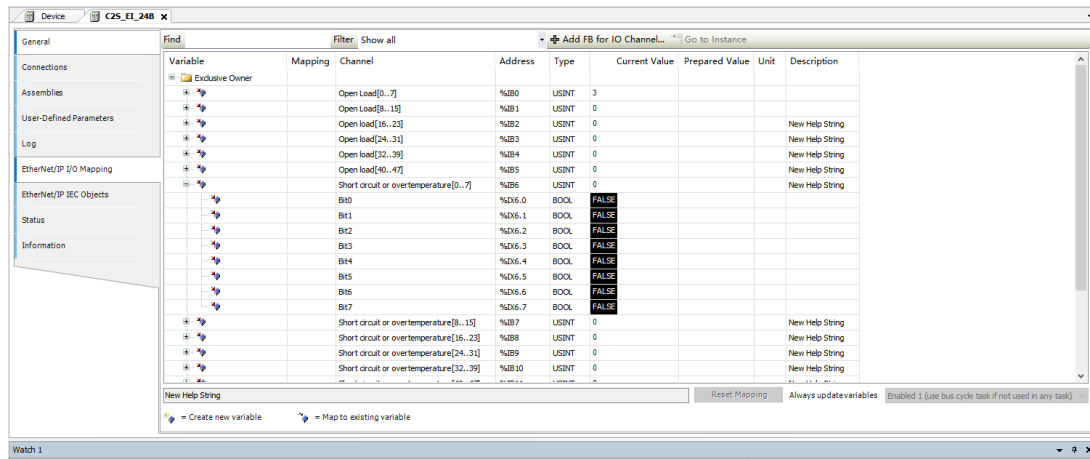 Device C2S_EI_24B
General
Connections
Assemblies
User-Defined Parameters
Log
EtherNet/IP I/O Mapping
EtherNet/IP IEC Objects
Status
Information
Find Filter Show all Add FB for IO Channel... Go to Instance
Variable Mapping Channel Address Type Current Value Prepared Value Unit Description
Exclusive Owner
Open Load[0..7] %IB0 USINT 3
Open Load[8..15] %IB1 USINT 0
Open load[16..23] %IB2 USINT 0 New Help String
Open load[24..31] %IB3 USINT 0 New Help String
Open load[32..39] %IB4 USINT 0 New Help String
Open load[40..47] %IB5 USINT 0 New Help String
Short circuit or overtemperature[0..7] %IB6 USINT 0 New Help String
Bit0 %IX6.0 BOOL FALSE
Bit1 %IX6.1 BOOL FALSE
Bit2 %IX6.2 BOOL FALSE
Bit3 %IX6.3 BOOL FALSE
Bit4 %IX6.4 BOOL FALSE
Bit5 %IX6.5 BOOL FALSE
Bit6 %IX6.6 BOOL FALSE
Bit7 %IX6.7 BOOL FALSE
Short circuit or overtemperature[8..15] %IB7 USINT 0 New Help String
Short circuit or overtemperature[16..23] %IB8 USINT 0 New Help String
Short circuit or overtemperature[24..31] %IB9 USINT 0 New Help String
Short circuit or overtemperature[32..39] %IB10 USINT 0 New Help String
New Help String Reset Mapping Always update variables Enabled 1 (use bus cycle task if not used in any task)
= Create new variable = Map to existing variable
Watch 1